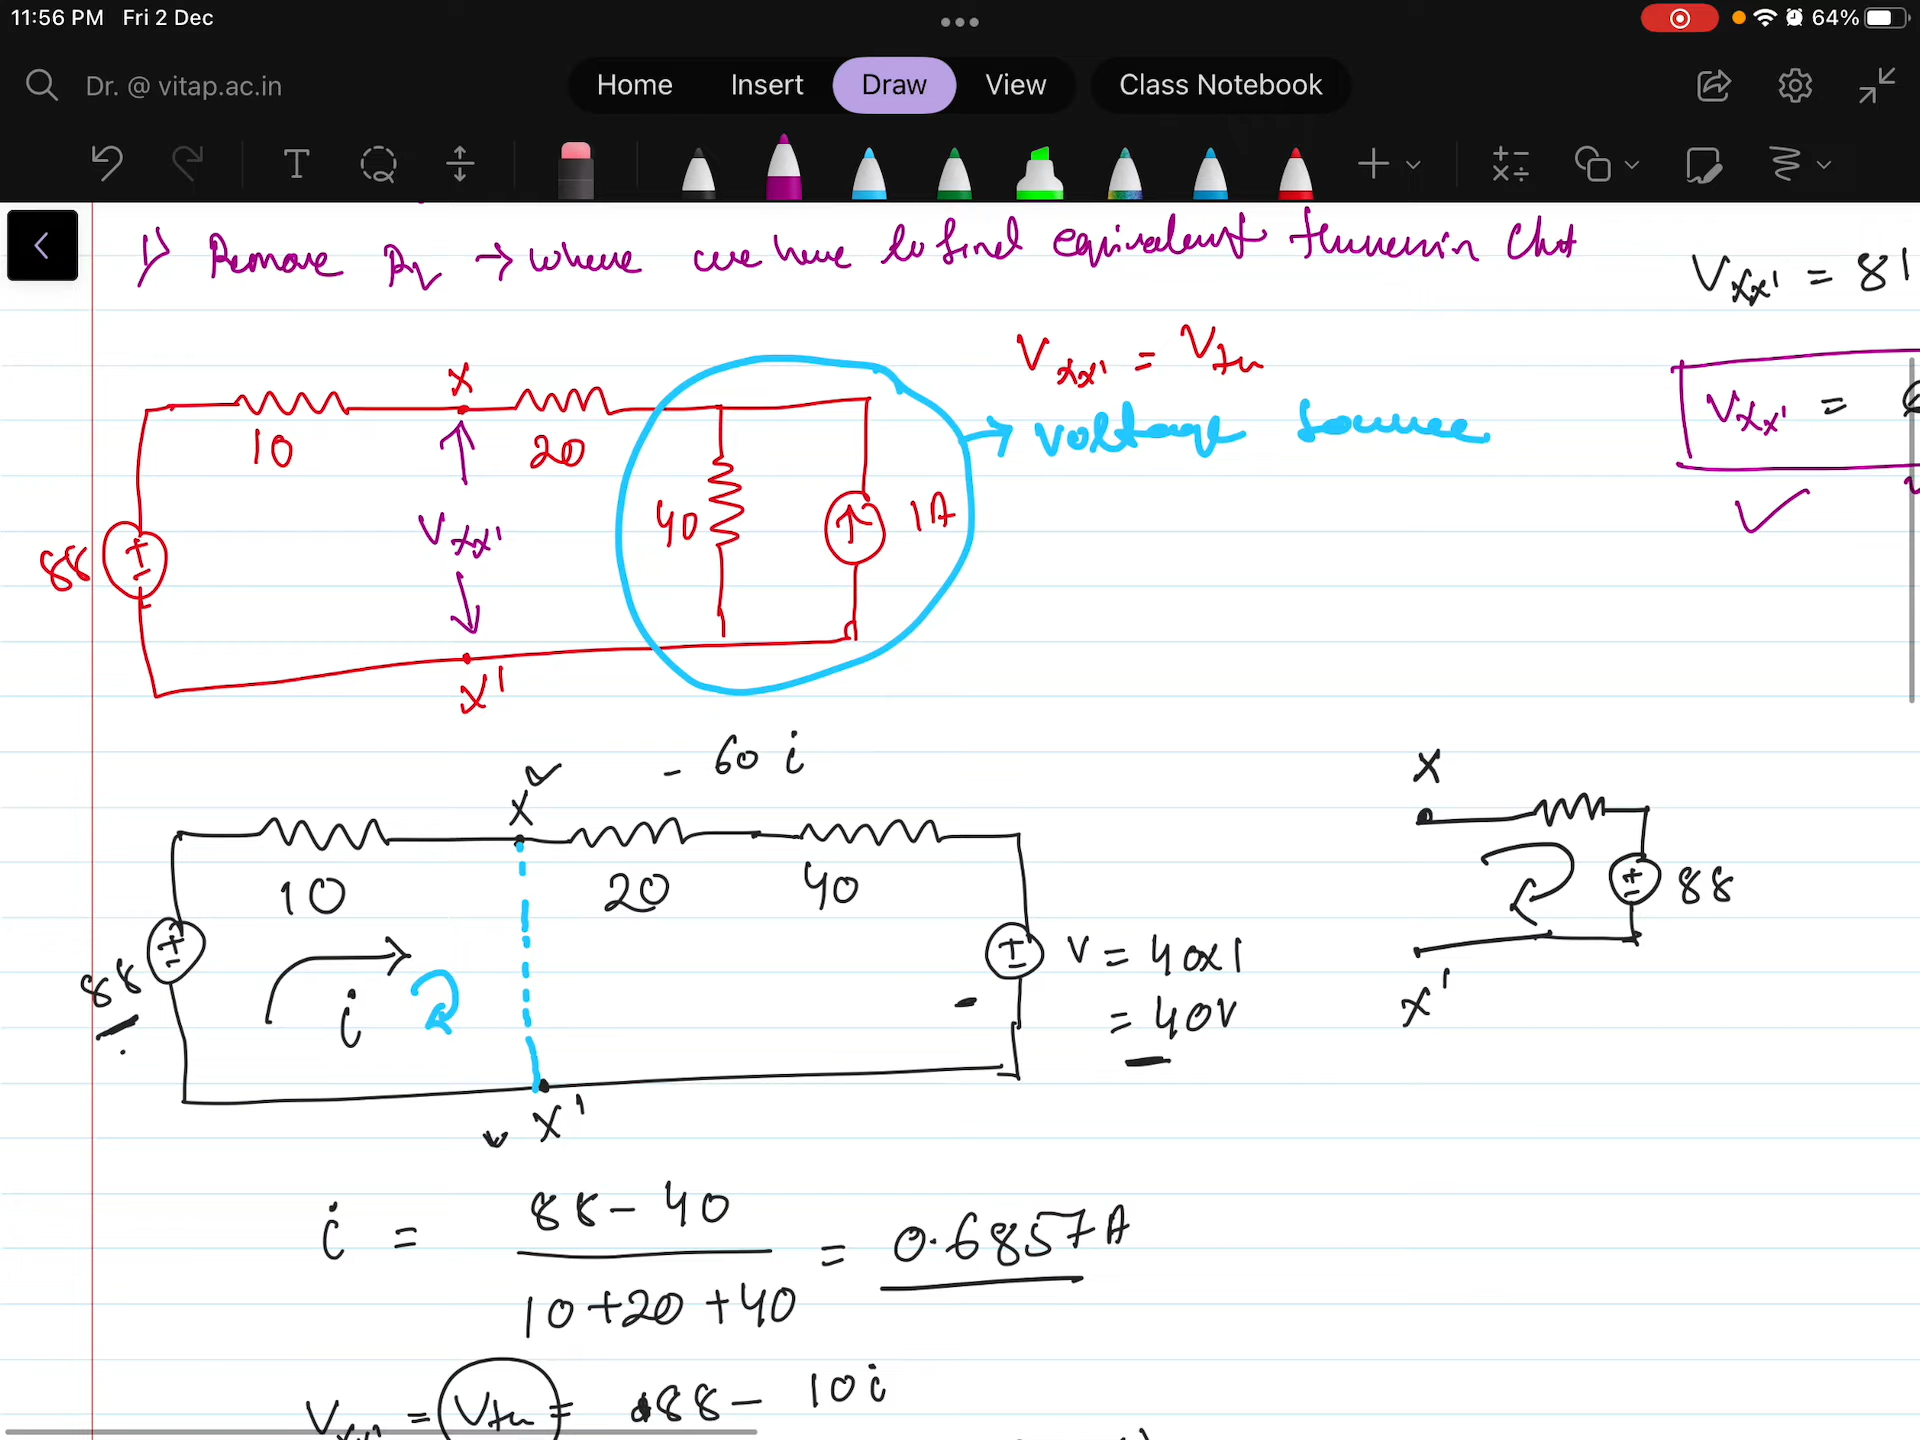 11:56 PM Fri 2 Dec
64%
Dr. @ vitap.ac.in
Home Insert Draw View Class Notebook
1) Remove RL → where we have to find equivalent thevenin Ckt
Vxx' = 81
Vxx' = Vth
→ voltage source
Vxx' =
X
10
20
Vxx'
40
1A
88
X'
- 60 i
X
X
10
20
40
88
88
i
V = 40x1
= 40V
X'
X'
i = 88 - 40 / 10 + 20 + 40 = 0.6857A
Vxx' = Vth = 88 - 10i